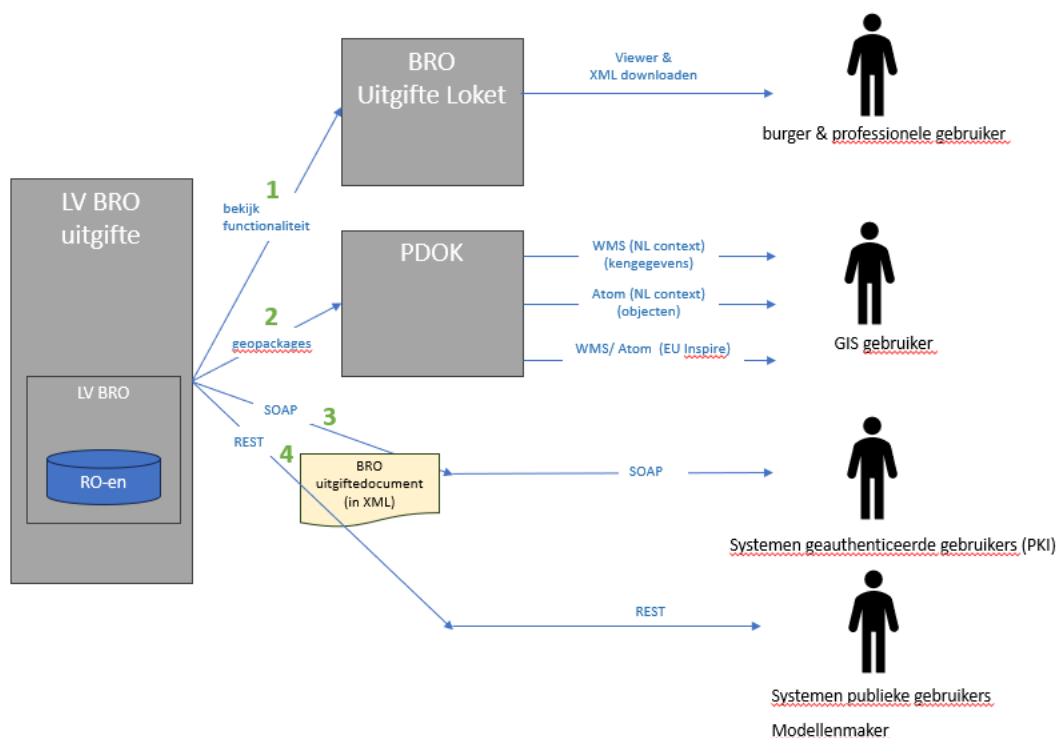 BRO
Uitgifte Loket
Viewer &
XML downloaden
burger & professionele gebruiker
LV BRO
uitgifte
1
bekijk
functionaliteit
PDOK
WMS (NL context)
(kengegevens)
Atom (NL context)
(objecten)
WMS/ Atom (EU Inspire)
GIS gebruiker
2
geopackages
LV BRO
RO-en
SOAP
3
REST
4
BRO
uitgiftedocument
(in XML)
SOAP
Systemen geauthenticeerde gebruikers (PKI)
REST
Systemen publieke gebruikers
Modellenmaker